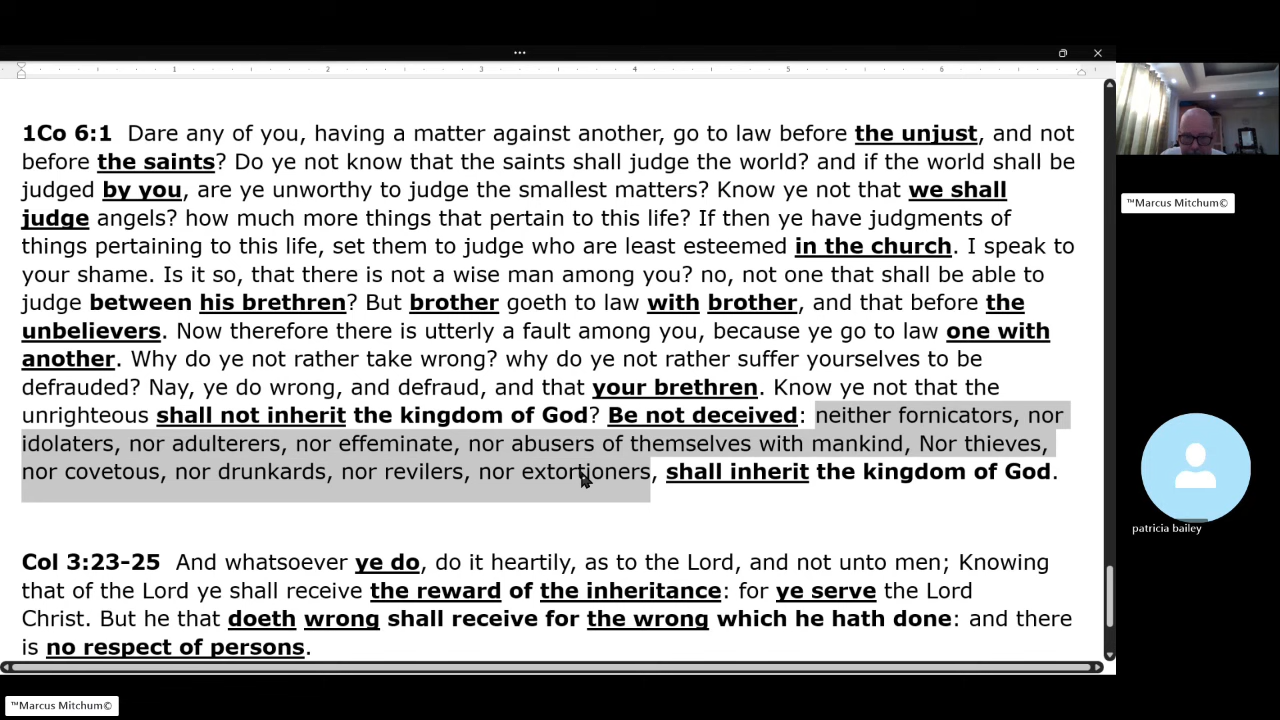 1 2 3 4 5 6
1Co 6:1 Dare any of you, having a matter against another, go to law before the unjust, and not
before the saints? Do ye not know that the saints shall judge the world? and if the world shall be
judged by you, are ye unworthy to judge the smallest matters? Know ye not that we shall
judge angels? how much more things that pertain to this life? If then ye have judgments of
things pertaining to this life, set them to judge who are least esteemed in the church. I speak to
your shame. Is it so, that there is not a wise man among you? no, not one that shall be able to
judge between his brethren? But brother goeth to law with brother, and that before the
unbelievers. Now therefore there is utterly a fault among you, because ye go to law one with
another. Why do ye not rather take wrong? why do ye not rather suffer yourselves to be
defrauded? Nay, ye do wrong, and defraud, and that your brethren. Know ye not that the
unrighteous shall not inherit the kingdom of God? Be not deceived: neither fornicators, nor
idolaters, nor adulterers, nor effeminate, nor abusers of themselves with mankind, Nor thieves,
nor covetous, nor drunkards, nor revilers, nor extortioners, shall inherit the kingdom of God.
Col 3:23-25 And whatsoever ye do, do it heartily, as to the Lord, and not unto men; Knowing
that of the Lord ye shall receive the reward of the inheritance: for ye serve the Lord
Christ. But he that doeth wrong shall receive for the wrong which he hath done: and there
is no respect of persons.
™Marcus Mitchum©
patricia bailey
™Marcus Mitchum©